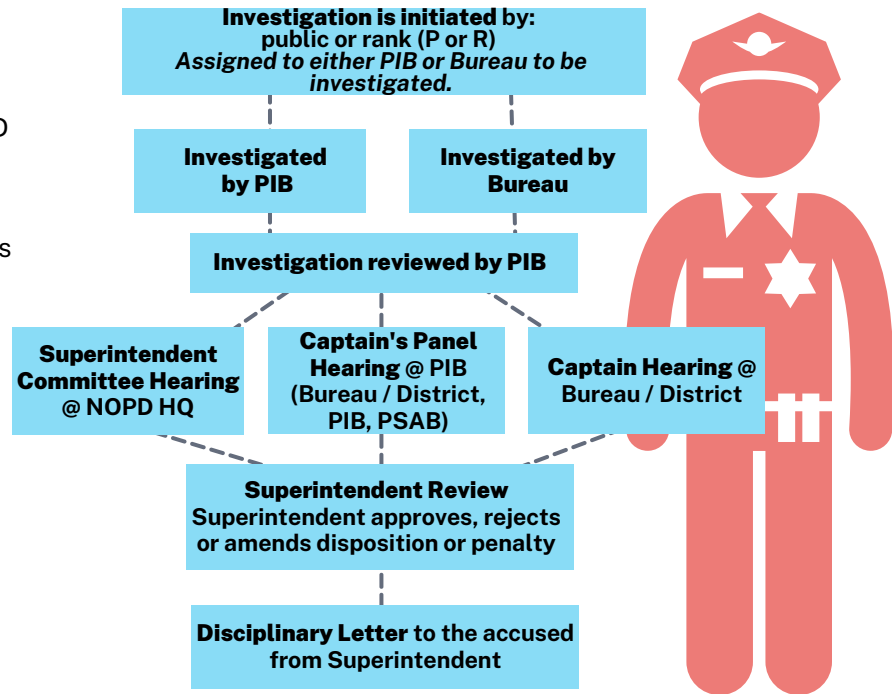 Investigation is initiated by:
public or rank (P or R)
Assigned to either PIB or Bureau to be
investigated.
Investigated
by PIB
Investigated by
Bureau
Investigation reviewed by PIB
Superintendent
Committee Hearing
@ NOPD HQ
Captain's Panel
Hearing @ PIB
(Bureau / District,
PIB, PSAB)
Captain Hearing @
Bureau / District
Superintendent Review
Superintendent approves, rejects
or amends disposition or penalty
Disciplinary Letter to the accused
from Superintendent